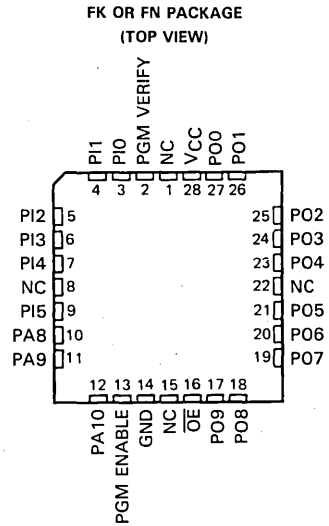 FK OR FN PACKAGE
(TOP VIEW)
PI1
PI0
PGM VERIFY
NC
VCC
PO0
PO1
4 3 2 1 28 27 26
PI2 5
PI3 6
PI4 7
NC 8
PI5 9
PA8 10
PA9 11
25 PO2
24 PO3
23 PO4
22 NC
21 PO5
20 PO6
19 PO7
12 13 14 15 16 17 18
PA10
PGM ENABLE
GND
NC
OE
PO9
PO8